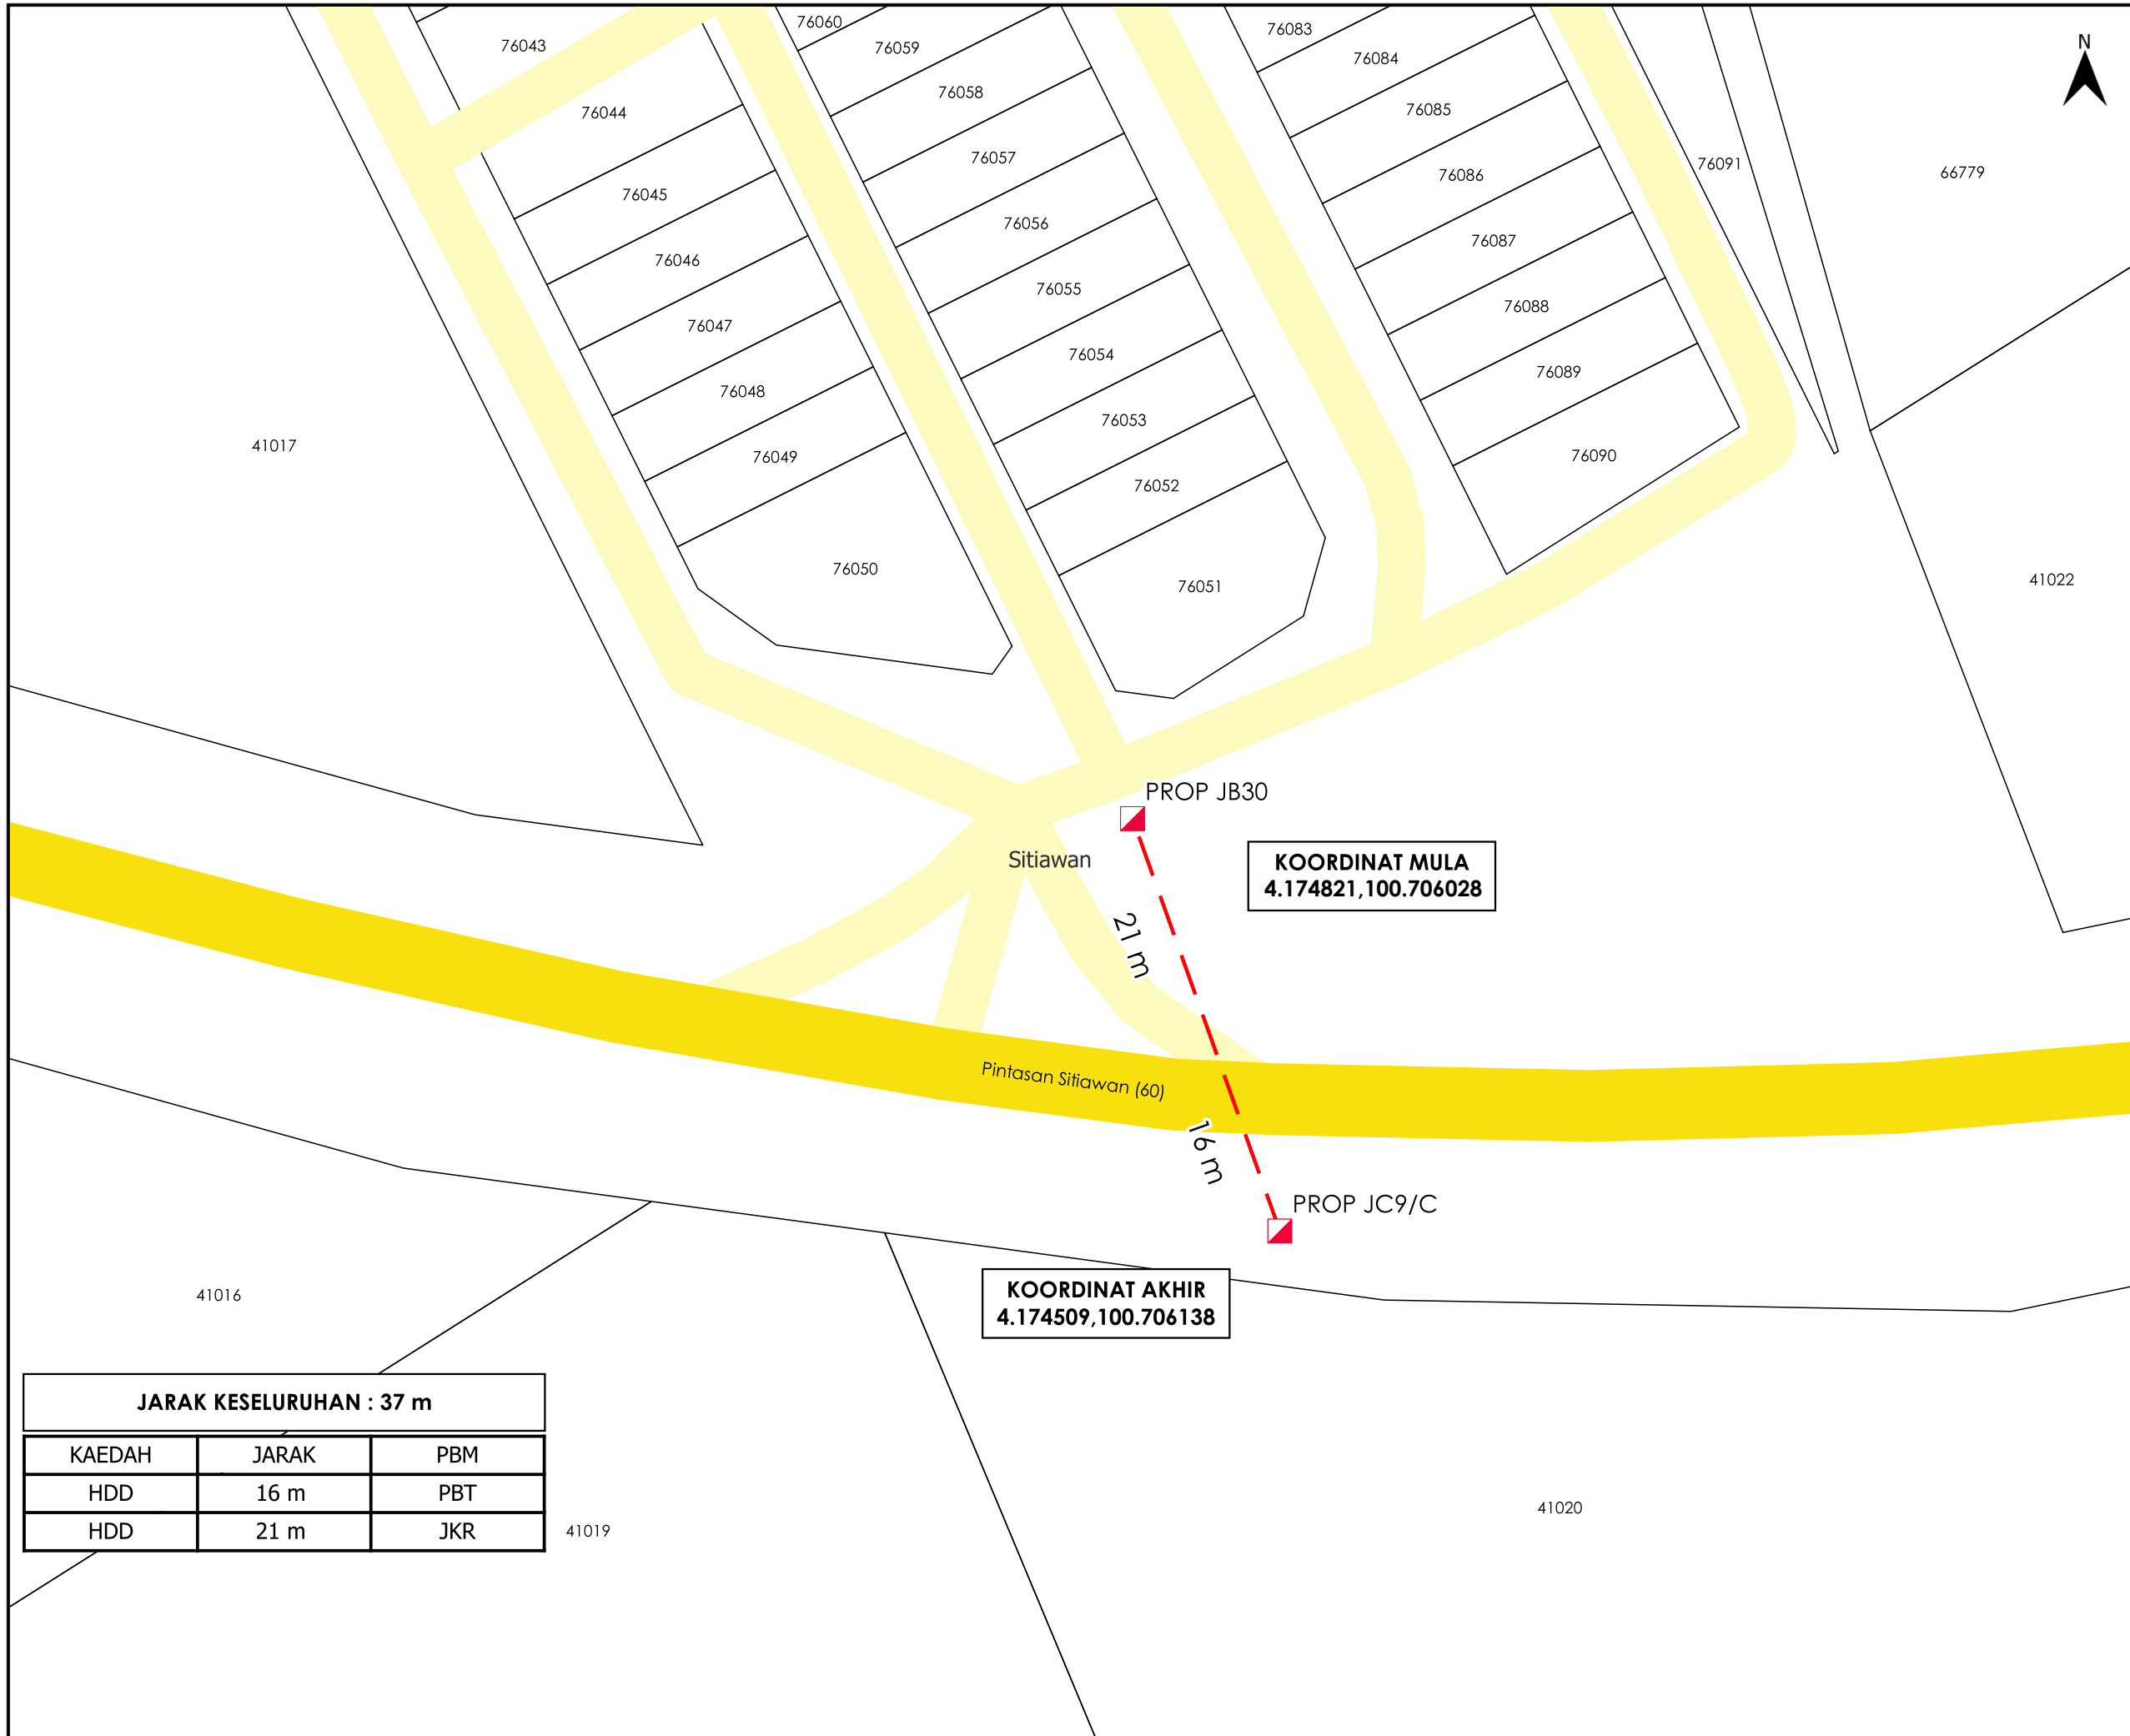 76060
76083
N
76043
76059
76084
76058
76044
76085
76057
76091
66779
76086
76045
76056
76087
76046
76055
76088
76047
76054
76089
76048
76053
41017
76090
76049
76052
76050
41022
76051
PROP JB30
Sitiawan
KOORDINAT MULA
4.174821,100.706028
21 m
Pintasan Sitiawan (60)
16 m
PROP JC9/C
KOORDINAT AKHIR
4.174509,100.706138
41016
JARAK KESELURUHAN : 37 m
KAEDAH JARAK PBM
HDD 16 m PBT
HDD 21 m JKR
41019
41020